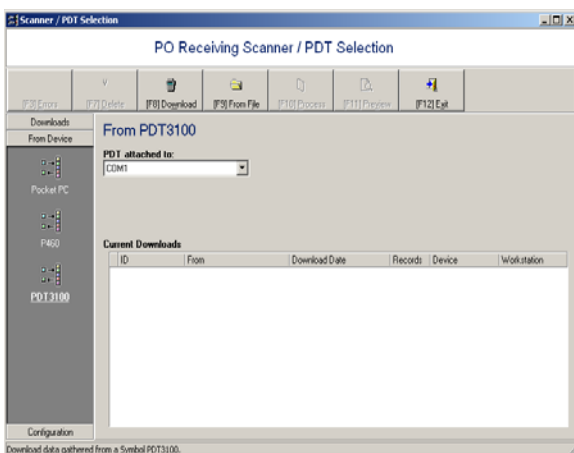 Scanner / PDT Selection
PO Receiving Scanner / PDT Selection
[F3] Errors [F7] Delete [F8] Download [F9] From File [F10] Process [F11] Preview [F12] Exit
Downloads
From Device
Pocket PC
P460
PDT3100
Configuration
From PDT3100
PDT attached to:
COM1
Current Downloads
ID From Download Date Records Device Workstation
Download data gathered from a Symbol PDT3100.